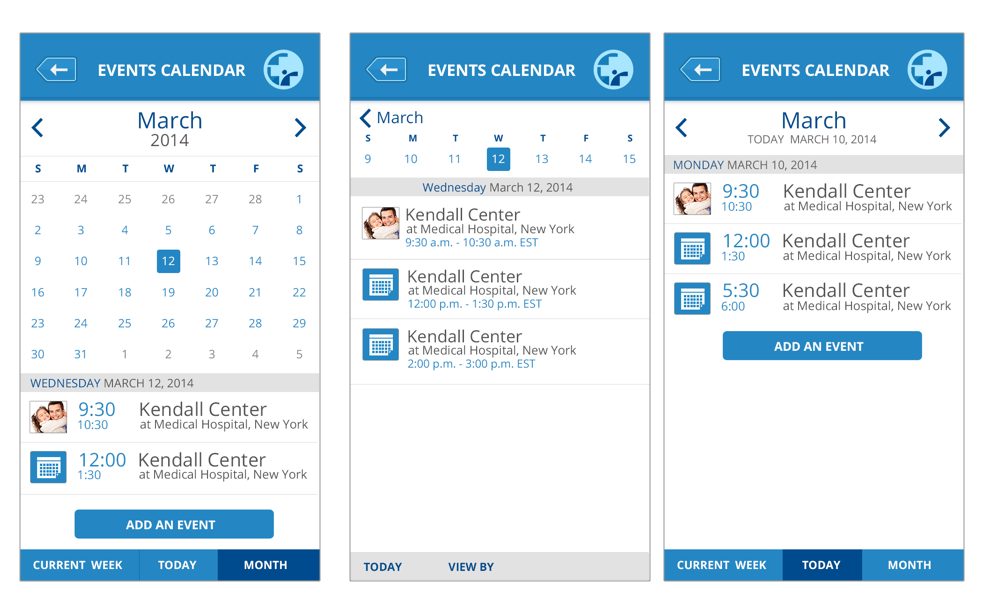 EVENTS CALENDAR
March
2014
S M T W T F S
23 24 25 26 27 28 1
2 3 4 5 6 7 8
9 10 11 12 13 14 15
16 17 18 19 20 21 22
23 24 25 26 27 28 29
30 31 1 2 3 4 5
WEDNESDAY MARCH 12, 2014
9:30 Kendall Center
10:30 at Medical Hospital, New York
12:00 Kendall Center
1:30 at Medical Hospital, New York
ADD AN EVENT
CURRENT WEEK TODAY MONTH
EVENTS CALENDAR
March
S M T W T F S
9 10 11 12 13 14 15
Wednesday March 12, 2014
Kendall Center
at Medical Hospital, New York
9:30 a.m. - 10:30 a.m. EST
Kendall Center
at Medical Hospital, New York
12:00 p.m. - 1:30 p.m. EST
Kendall Center
at Medical Hospital, New York
2:00 p.m. - 3:00 p.m. EST
TODAY VIEW BY
EVENTS CALENDAR
March
TODAY MARCH 10, 2014
MONDAY MARCH 10, 2014
9:30 Kendall Center
10:30 at Medical Hospital, New York
12:00 Kendall Center
1:30 at Medical Hospital, New York
5:30 Kendall Center
6:00 at Medical Hospital, New York
ADD AN EVENT
CURRENT WEEK TODAY MONTH